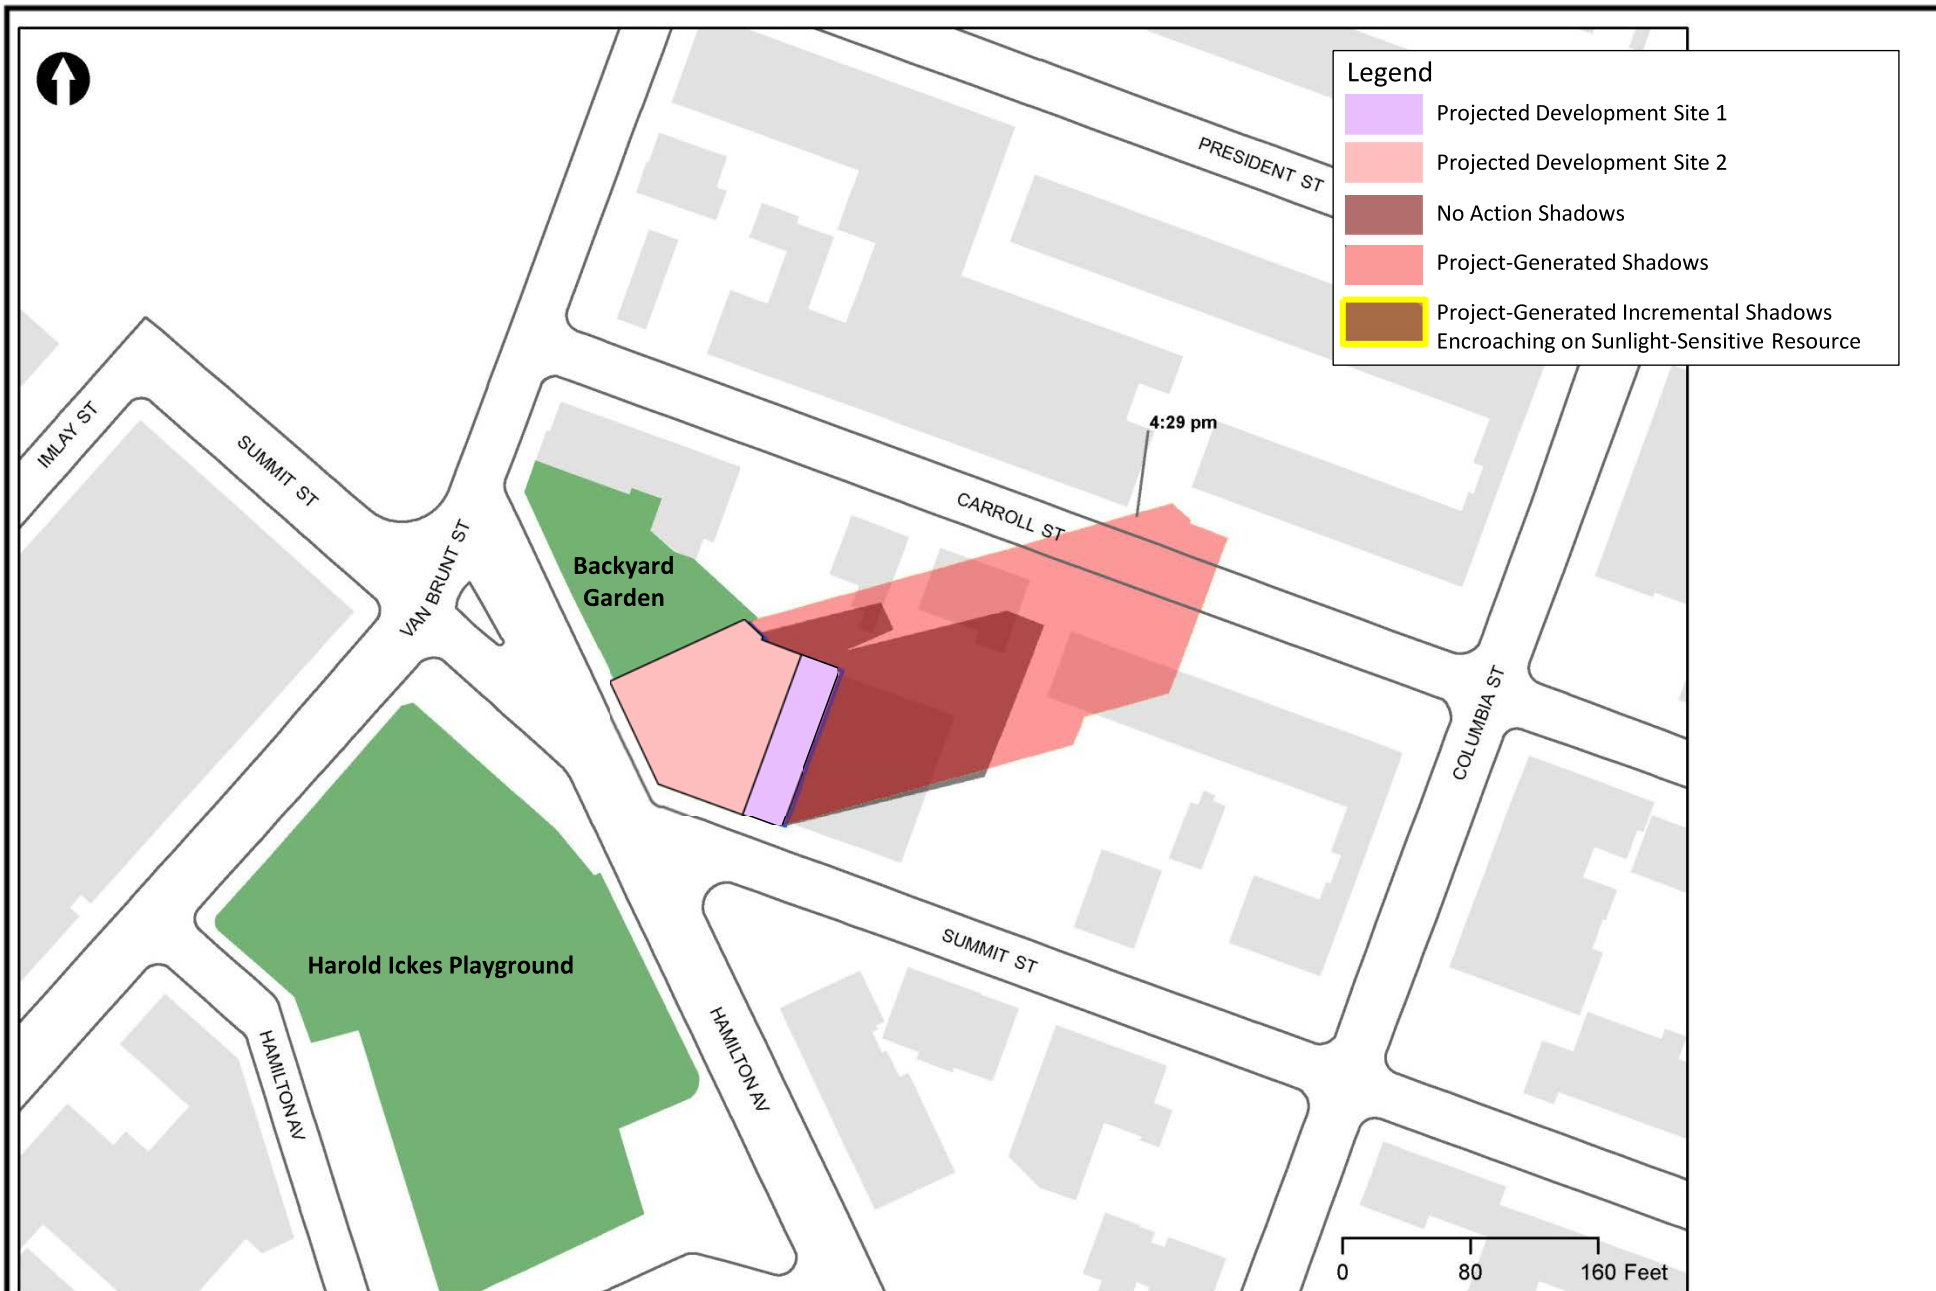 Legend
Projected Development Site 1
Projected Development Site 2
No Action Shadows
Project-Generated Shadows
Project-Generated Incremental Shadows
Encroaching on Sunlight-Sensitive Resource
PRESIDENT ST
IMLAY ST
SUMMIT ST
4:29 pm
CARROLL ST
VAN BRUNT ST
Backyard
Garden
COLUMBIA ST
Harold Ickes Playground
SUMMIT ST
HAMILTON AV
HAMILTON AV
0 80 160 Feet